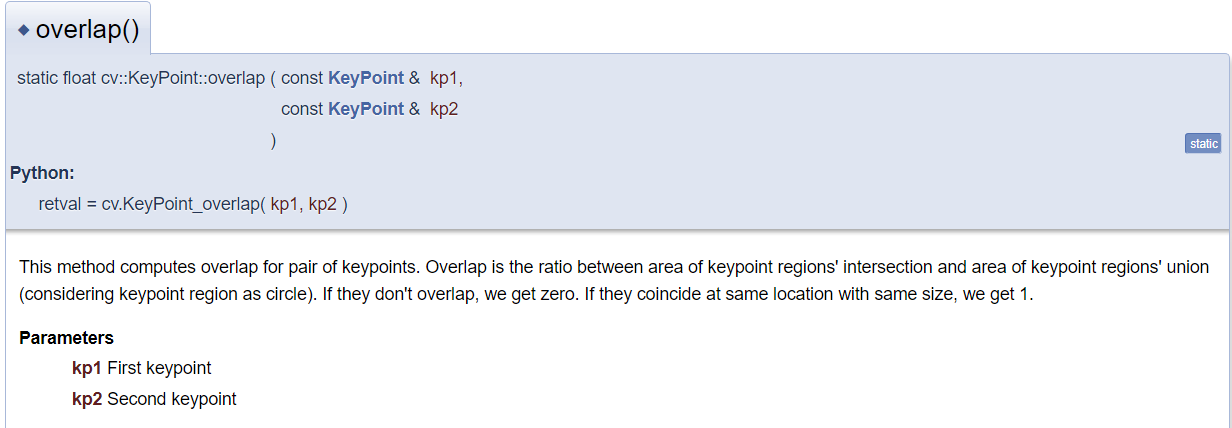 ◆ overlap()
static float cv::KeyPoint::overlap ( const KeyPoint & kp1,
const KeyPoint & kp2
)
static
Python:
retval = cv.KeyPoint_overlap( kp1, kp2 )
This method computes overlap for pair of keypoints. Overlap is the ratio between area of keypoint regions' intersection and area of keypoint regions' union
(considering keypoint region as circle). If they don't overlap, we get zero. If they coincide at same location with same size, we get 1.
Parameters
kp1 First keypoint
kp2 Second keypoint